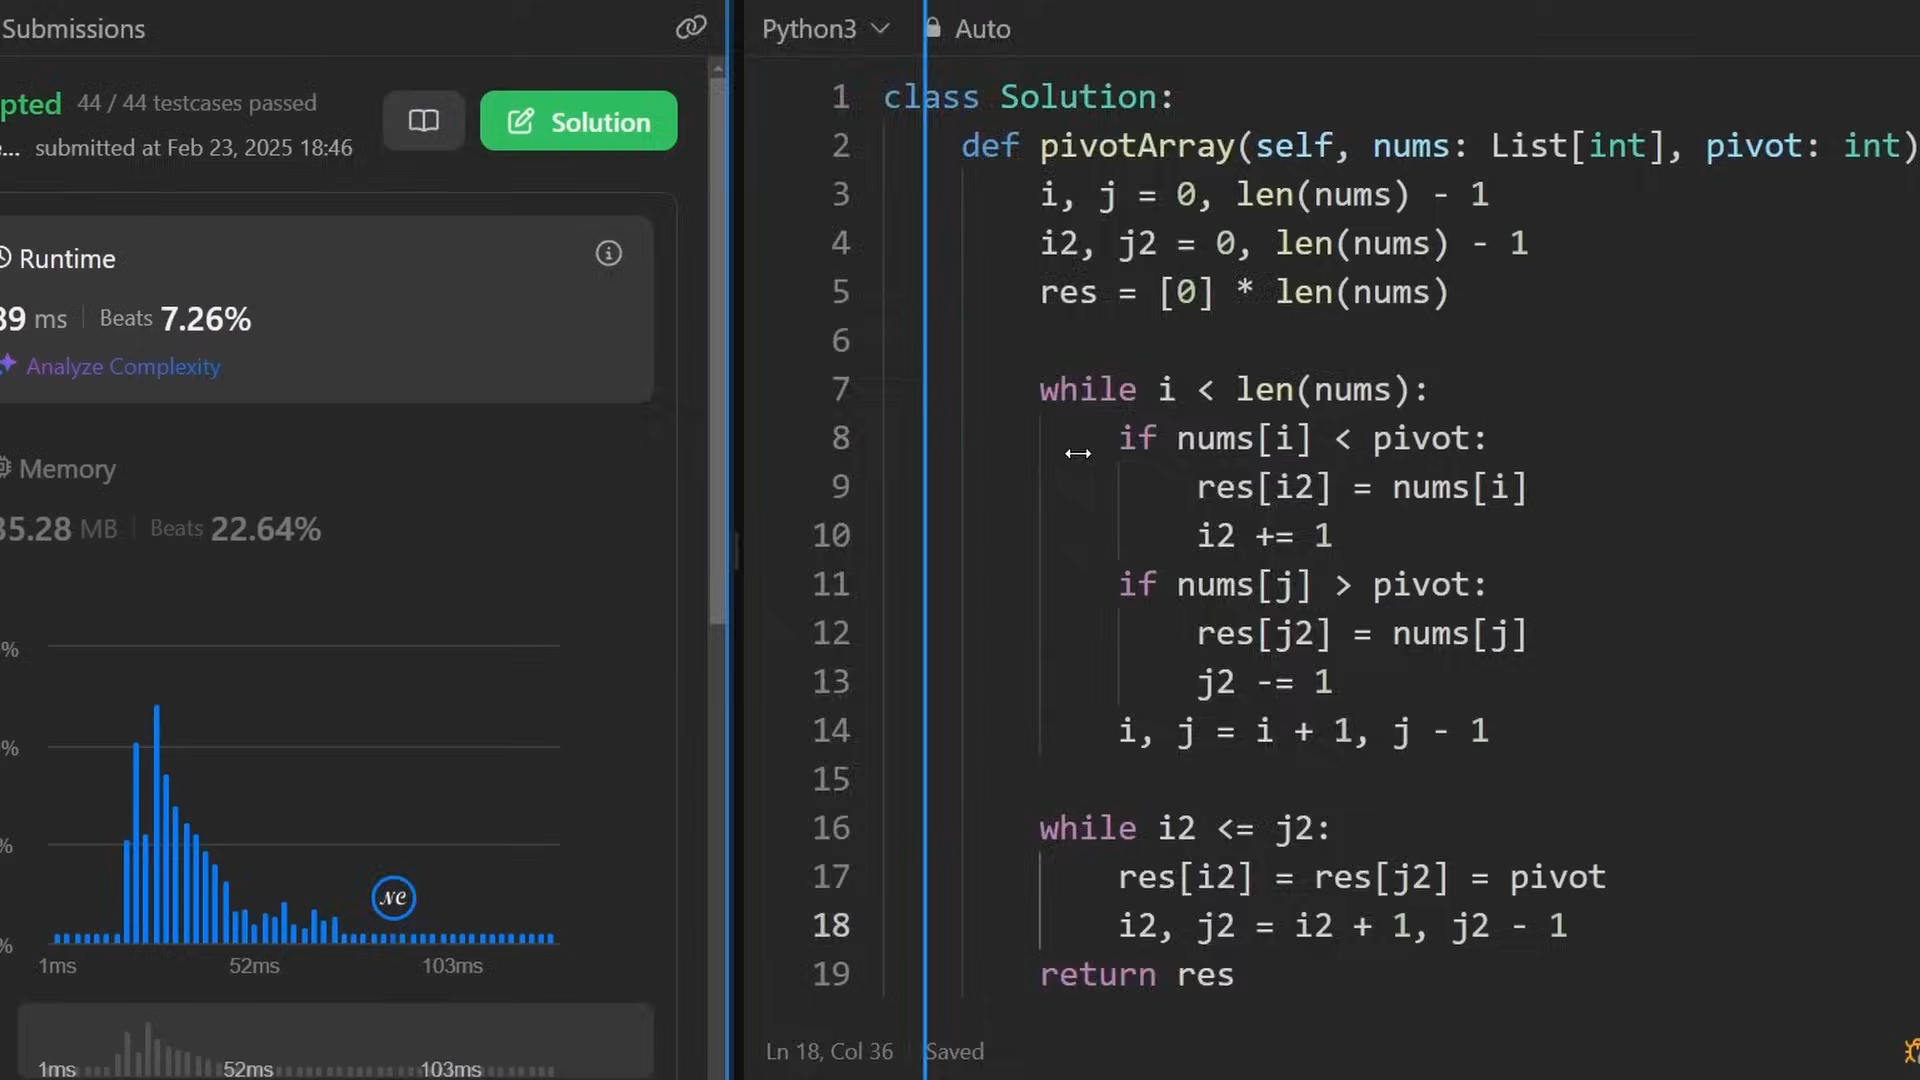 Submissions
pted 44 / 44 testcases passed
e... submitted at Feb 23, 2025 18:46
Solution
Runtime
39 ms | Beats 7.26%
Analyze Complexity
Memory
35.28 MB | Beats 22.64%
%
%
%
%
NC
1ms 52ms 103ms
1ms 52ms 103ms
Python3 Auto
1 class Solution:
2 def pivotArray(self, nums: List[int], pivot: int)
3 i, j = 0, len(nums) - 1
4 i2, j2 = 0, len(nums) - 1
5 res = [0] * len(nums)
6
7 while i < len(nums):
8 if nums[i] < pivot:
9 res[i2] = nums[i]
10 i2 += 1
11 if nums[j] > pivot:
12 res[j2] = nums[j]
13 j2 -= 1
14 i, j = i + 1, j - 1
15
16 while i2 <= j2:
17 res[i2] = res[j2] = pivot
18 i2, j2 = i2 + 1, j2 - 1
19 return res
Ln 18, Col 36 Saved